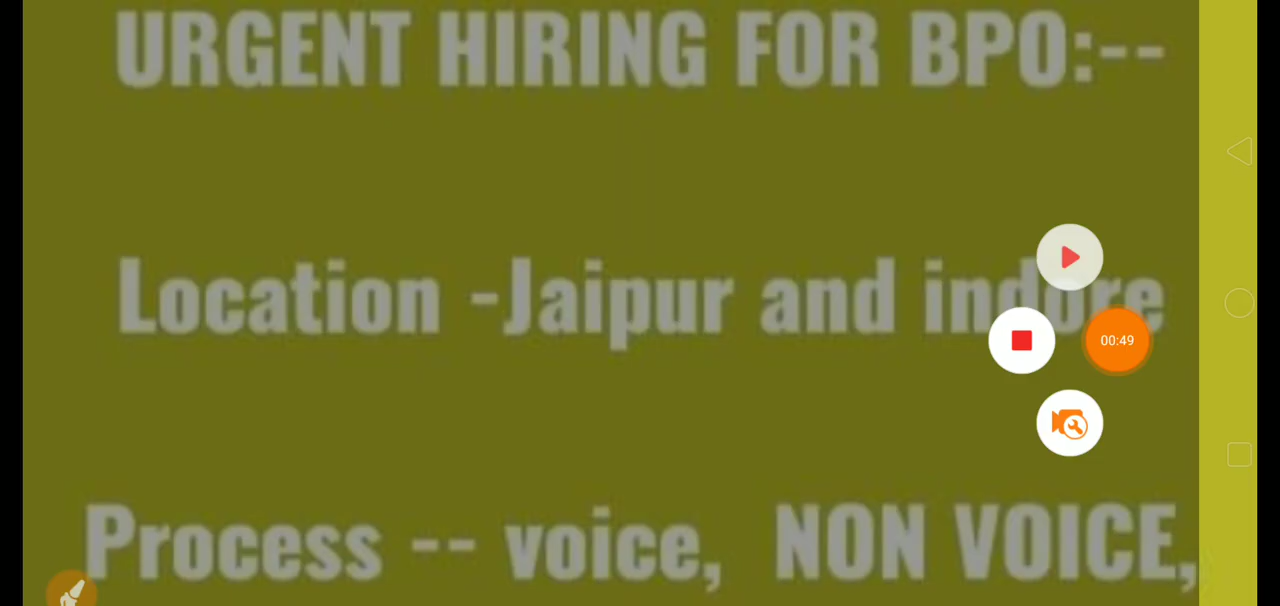 URGENT HIRING FOR BPO:--
Location -Jaipur and indore
00:49
Process -- voice, NON VOICE,